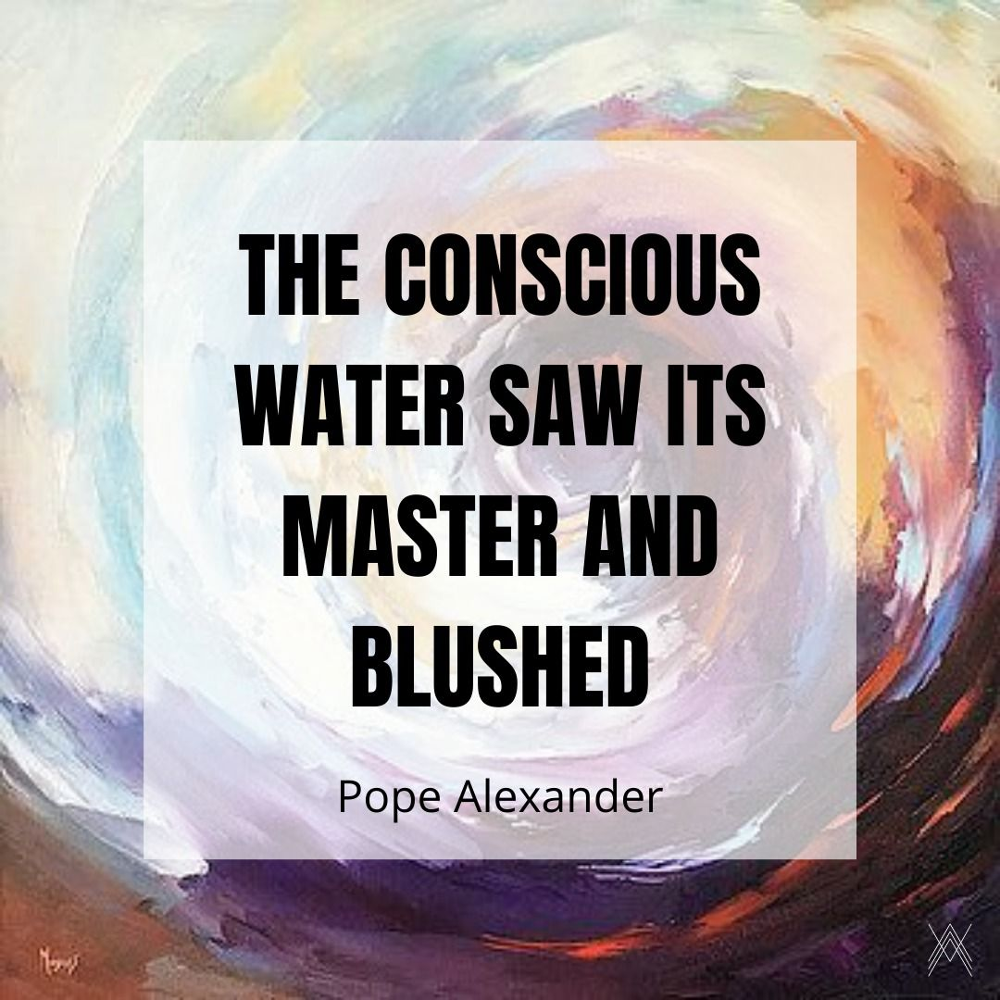 THE CONSCIOUS
WATER SAW ITS
MASTER AND
BLUSHED
Pope Alexander